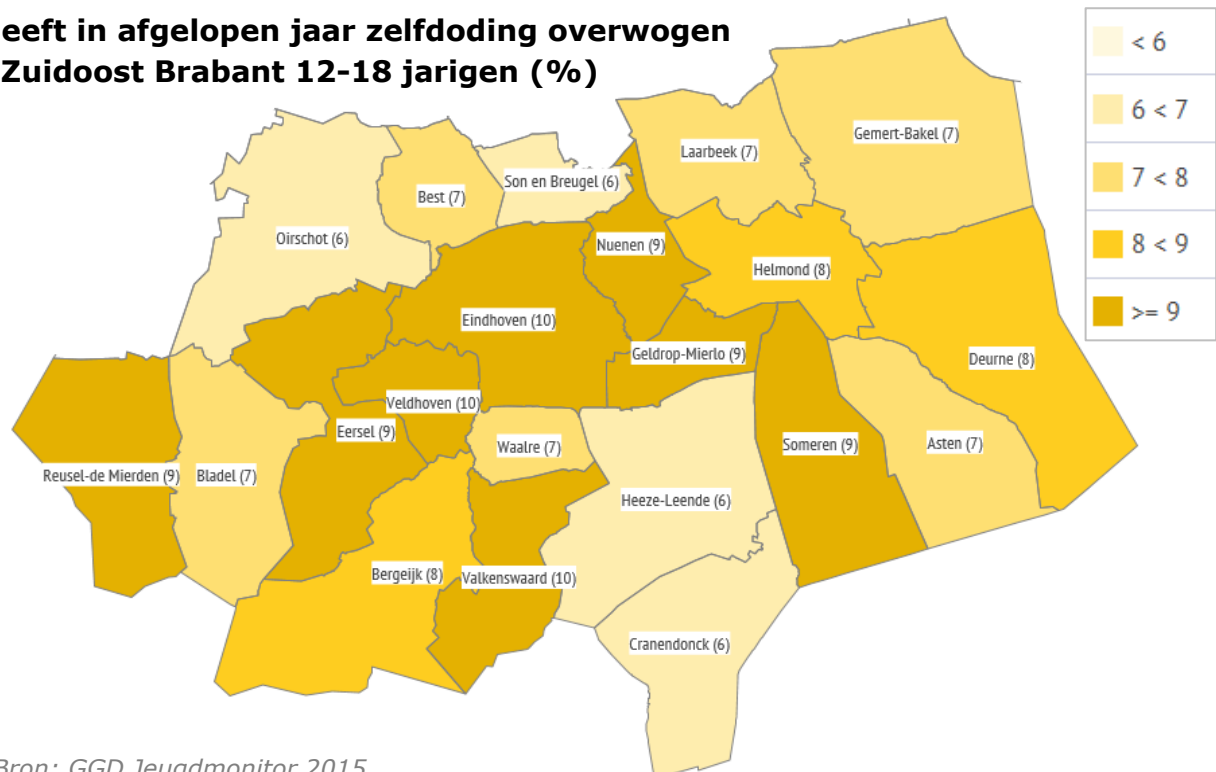 eeft in afgelopen jaar zelfdoding overwogen
Zuidoost Brabant 12-18 jarigen (%)
< 6
6 < 7
7 < 8
8 < 9
>= 9
Gemert-Bakel (7)
Laarbeek (7)
Son en Breugel (6)
Best (7)
Oirschot (6)
Nuenen (9)
Helmond (8)
Eindhoven (10)
Geldrop-Mierlo (9)
Deurne (8)
Veldhoven (10)
Eersel (9)
Waalre (7)
Someren (9)
Asten (7)
Reusel-de Mierden (9)
Bladel (7)
Heeze-Leende (6)
Bergeijk (8)
Valkenswaard (10)
Cranendonck (6)
Bron: GGD Jeugdmonitor 2015